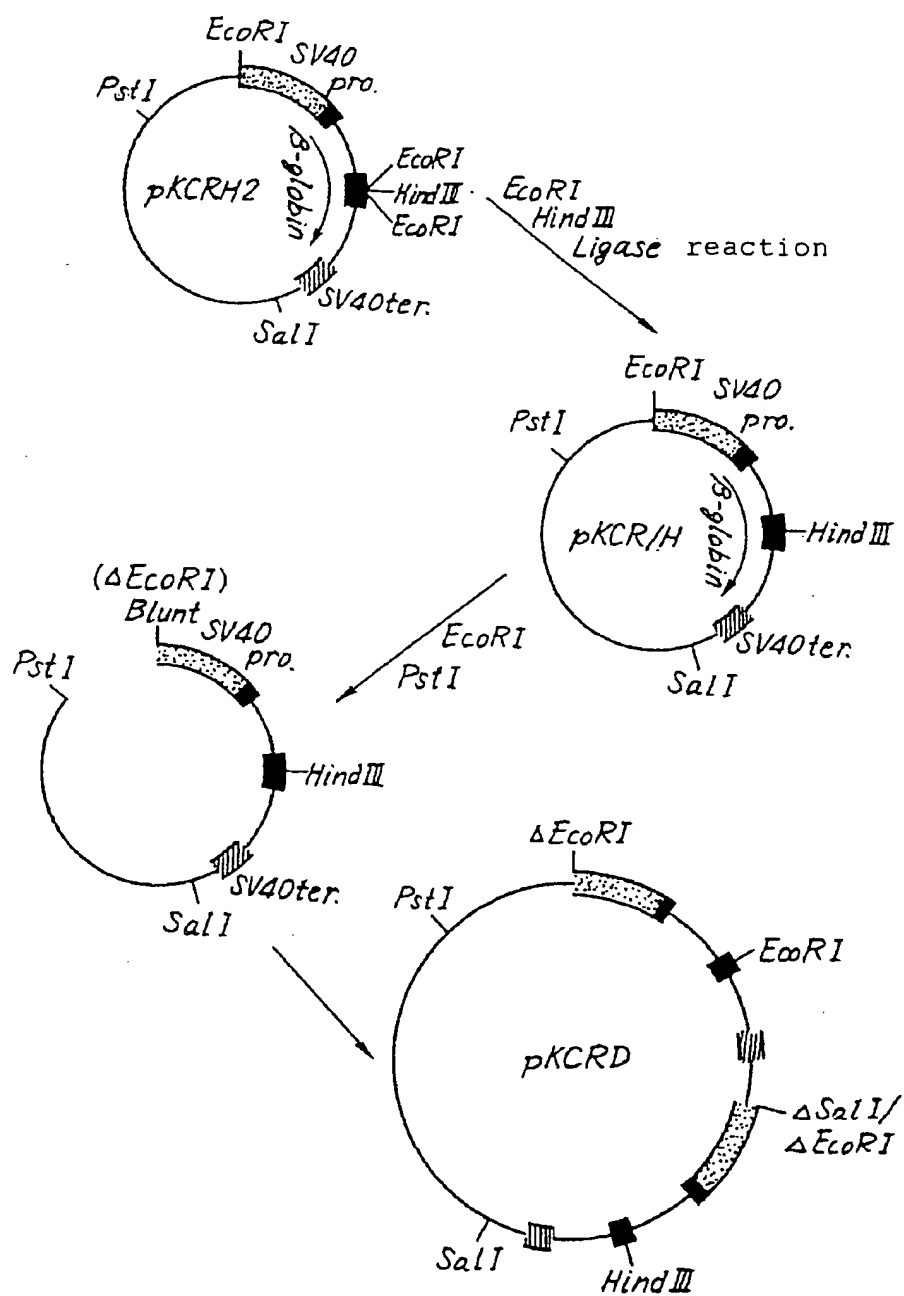 EcoRI
SV40
pro.
PstI
β-globin
pKCRH2
EcoRI
HindIII
EcoRI
SV40ter.
SalI
EcoRI
HindIII
Ligase reaction
EcoRI
SV40
pro.
PstI
β-globin
pKCR/H
HindIII
SV40ter.
SalI
EcoRI
PstI
(ΔEcoRI)
Blunt
SV40
pro.
PstI
HindIII
SV40ter.
SalI
ΔEcoRI
PstI
EcoRI
pKCRD
ΔSalI/
ΔEcoRI
SalI
HindIII